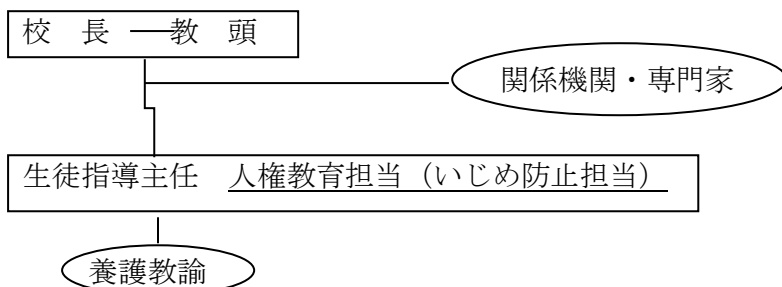 校　長　教　頭
関係機関・専門家
生徒指導主任　人権教育担当（いじめ防止担当）
養護教諭